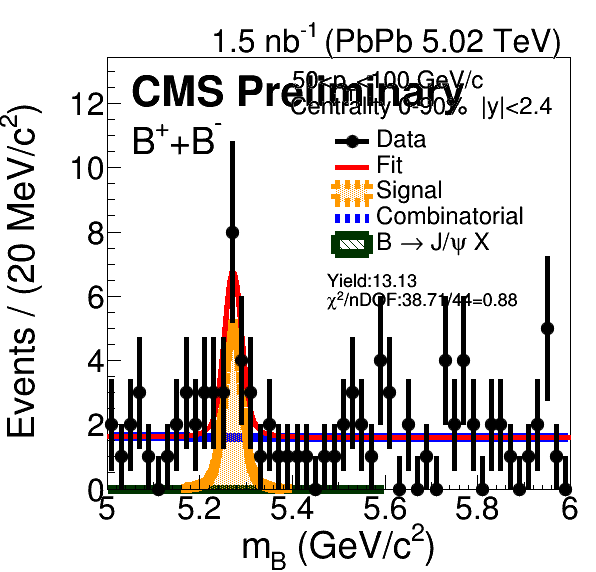 1.5 nb⁻¹ (PbPb 5.02 TeV)
50<p_T<100 GeV/c
CMS Preliminary
Centrality 0-90% |y|<2.4
B⁺+B⁻
Data
Fit
Signal
Combinatorial
B → J/ψ X
Yield:13.13
χ²/nDOF:38.71/44=0.88
Events / (20 MeV/c²)
12
10
8
6
4
2
0
5 5.2 5.4 5.6 5.8 6
m_B (GeV/c²)